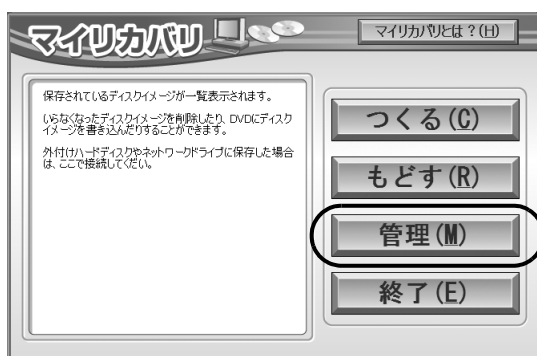 マイリカバリ
マイリカバリとは？(H)
保存されているディスクイメージが一覧表示されます。
いらなくなったディスクイメージを削除したり、DVDにディスク
イメージを書き込んだりすることができます。
外付けハードディスクやネットワークドライブに保存した場合
は、ここで接続してください。
つくる(C)
もどす(R)
管理(M)
終了(E)